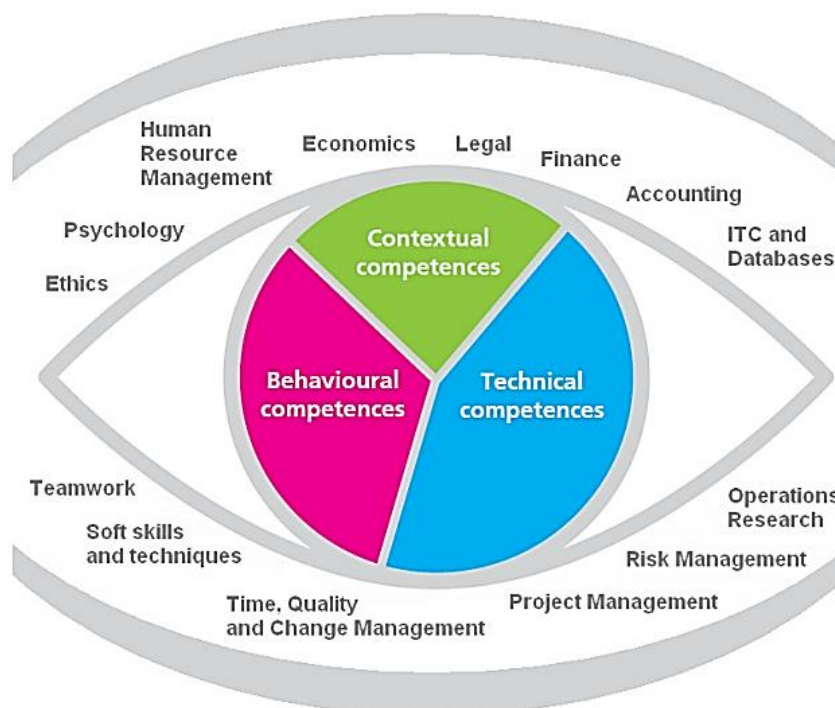 Human
Resource
Management
Economics
Legal
Finance
Accounting
ITC and
Databases
Psychology
Ethics
Contextual
competences
Behavioural
competences
Technical
competences
Teamwork
Soft skills
and techniques
Time, Quality
and Change Management
Project Management
Risk Management
Operations
Research